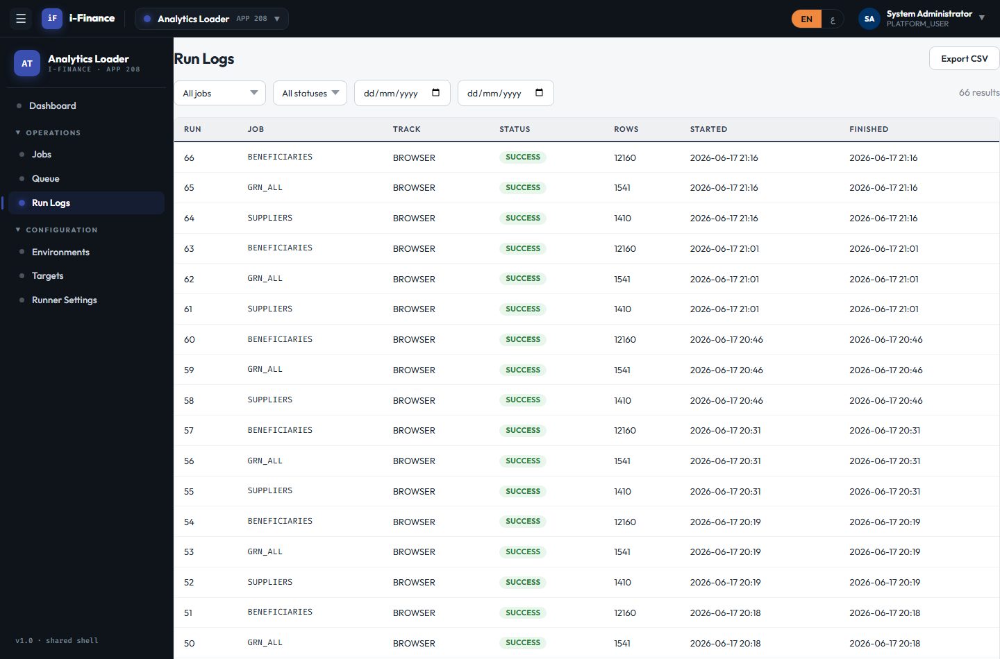 ☰ iF i-Finance Analytics Loader APP 208 ▼ EN ع SA System Administrator ▼
PLATFORM_USER
AT Analytics Loader
I-FINANCE · APP 208
Dashboard
▼ OPERATIONS
Jobs
Queue
Run Logs
▼ CONFIGURATION
Environments
Targets
Runner Settings
v1.0 · shared shell
Run Logs Export CSV
All jobs All statuses dd/mm/yyyy dd/mm/yyyy 66 results
RUN JOB TRACK STATUS ROWS STARTED FINISHED
66 BENEFICIARIES BROWSER SUCCESS 12160 2026-06-17 21:16 2026-06-17 21:16
65 GRN_ALL BROWSER SUCCESS 1541 2026-06-17 21:16 2026-06-17 21:16
64 SUPPLIERS BROWSER SUCCESS 1410 2026-06-17 21:16 2026-06-17 21:16
63 BENEFICIARIES BROWSER SUCCESS 12160 2026-06-17 21:01 2026-06-17 21:01
62 GRN_ALL BROWSER SUCCESS 1541 2026-06-17 21:01 2026-06-17 21:01
61 SUPPLIERS BROWSER SUCCESS 1410 2026-06-17 21:01 2026-06-17 21:01
60 BENEFICIARIES BROWSER SUCCESS 12160 2026-06-17 20:46 2026-06-17 20:46
59 GRN_ALL BROWSER SUCCESS 1541 2026-06-17 20:46 2026-06-17 20:46
58 SUPPLIERS BROWSER SUCCESS 1410 2026-06-17 20:46 2026-06-17 20:46
57 BENEFICIARIES BROWSER SUCCESS 12160 2026-06-17 20:31 2026-06-17 20:31
56 GRN_ALL BROWSER SUCCESS 1541 2026-06-17 20:31 2026-06-17 20:31
55 SUPPLIERS BROWSER SUCCESS 1410 2026-06-17 20:31 2026-06-17 20:31
54 BENEFICIARIES BROWSER SUCCESS 12160 2026-06-17 20:19 2026-06-17 20:19
53 GRN_ALL BROWSER SUCCESS 1541 2026-06-17 20:19 2026-06-17 20:19
52 SUPPLIERS BROWSER SUCCESS 1410 2026-06-17 20:19 2026-06-17 20:19
51 BENEFICIARIES BROWSER SUCCESS 12160 2026-06-17 20:18 2026-06-17 20:18
50 GRN_ALL BROWSER SUCCESS 1541 2026-06-17 20:18 2026-06-17 20:18